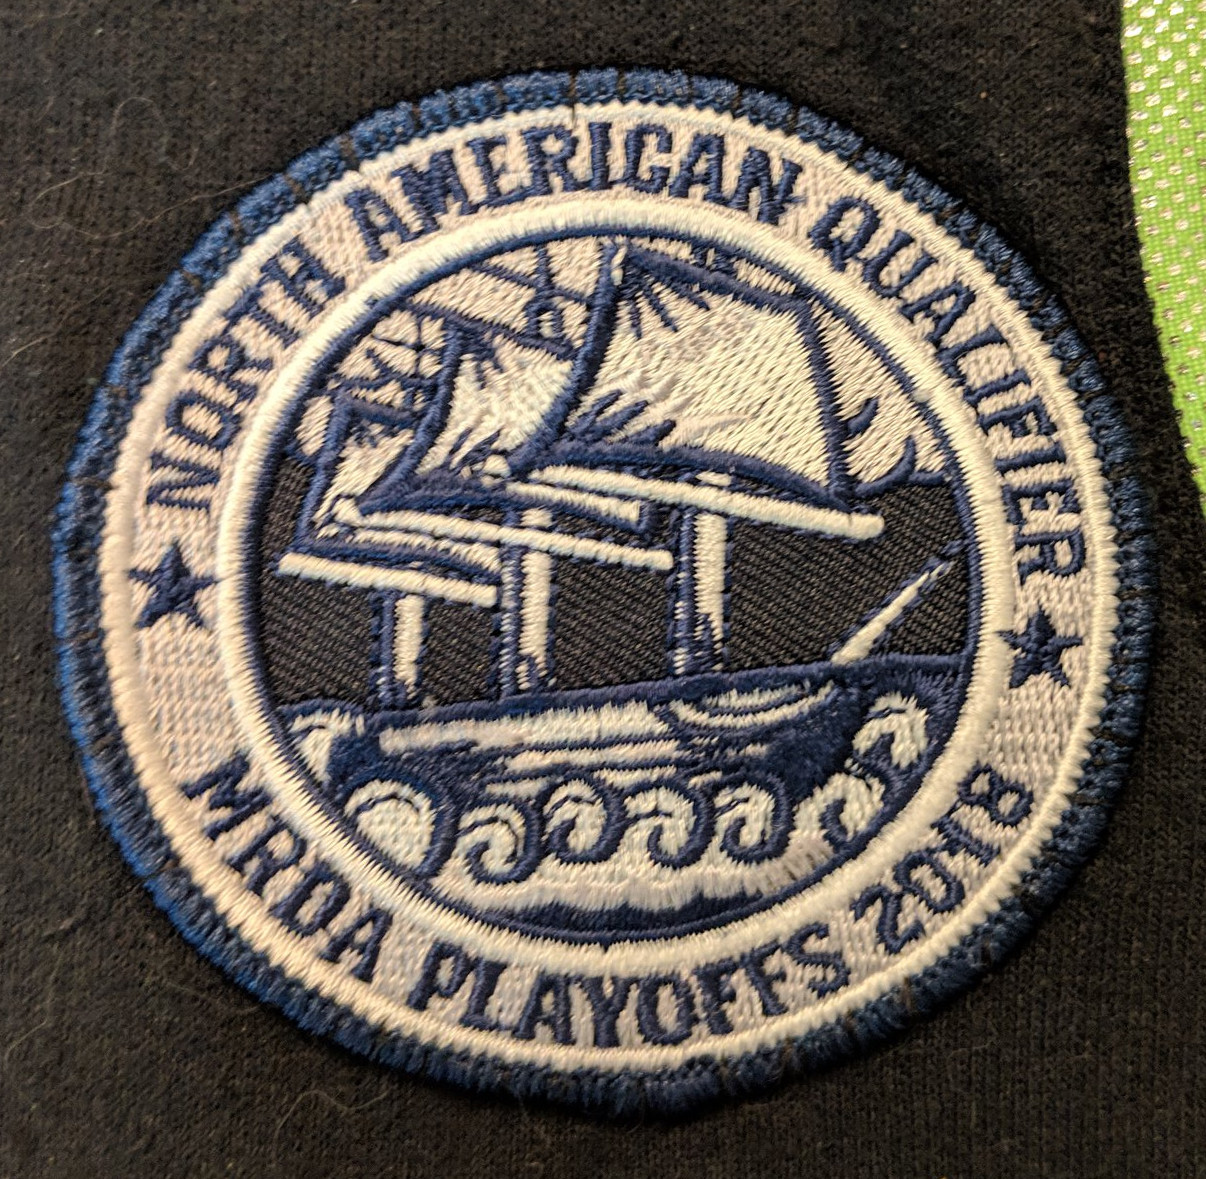 NORTH AMERICAN QUALIFIER
MRDA PLAYOFFS 2018